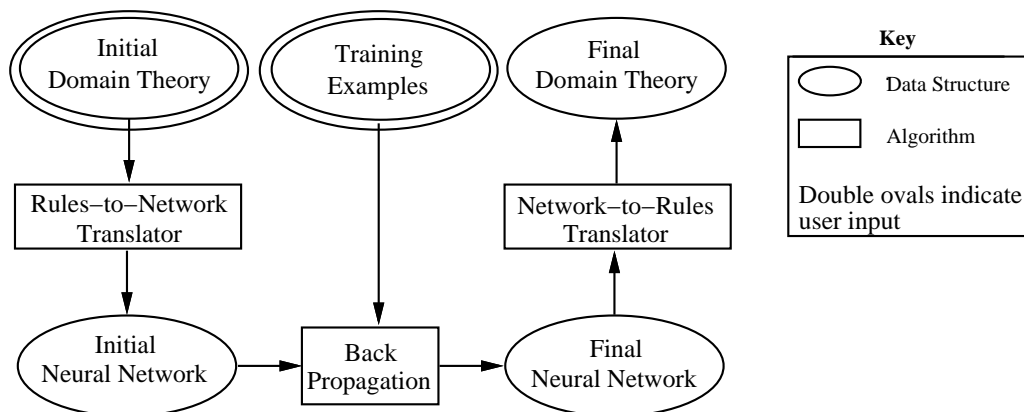 Initial
Domain Theory
Training
Examples
Final
Domain Theory
Rules−to−Network
Translator
Network−to−Rules
Translator
Initial
Neural Network
Back
Propagation
Final
Neural Network
Key
Data Structure
Algorithm
Double ovals indicate
user input